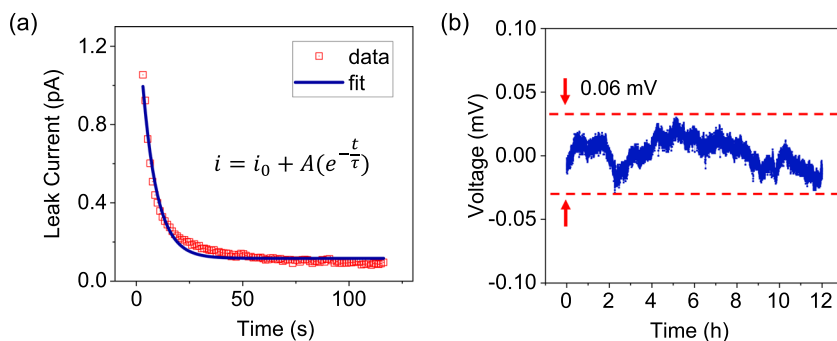 (a)
Leak Current (pA)
1.2
0.8
0.4
0.0
data
fit
i = i₀ + A(e^{-t/τ})
0
50
100
Time (s)
(b)
Voltage (mV)
0.10
0.05
0.00
-0.05
-0.10
0.06 mV
0 2 4 6 8 10 12
Time (h)